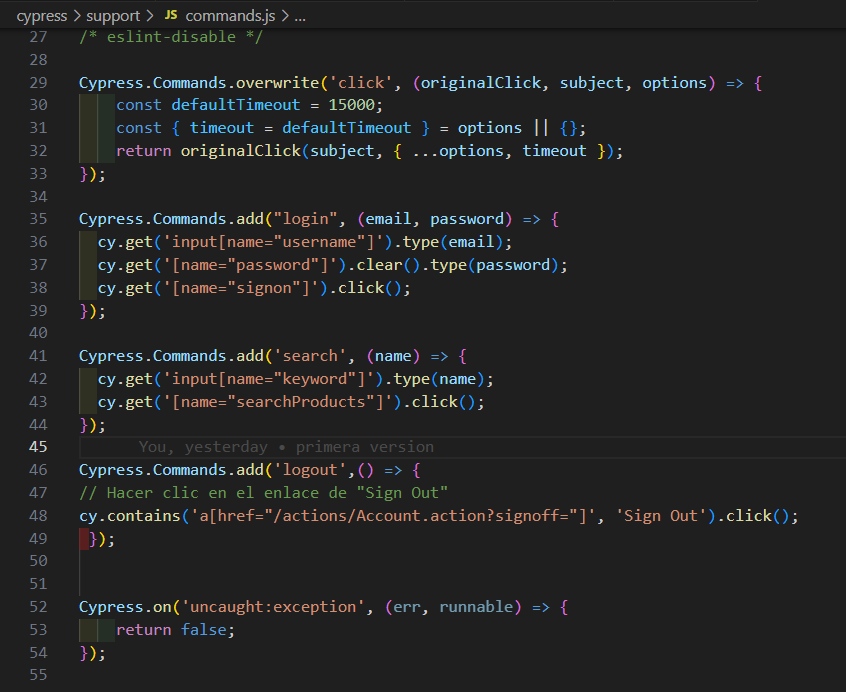 cypress > support > JS commands.js > ...
27 /* eslint-disable */
28
29 Cypress.Commands.overwrite('click', (originalClick, subject, options) => {
30     const defaultTimeout = 15000;
31     const { timeout = defaultTimeout } = options || {};
32     return originalClick(subject, { ...options, timeout });
33 });
34
35 Cypress.Commands.add("login", (email, password) => {
36   cy.get('input[name="username"]').type(email);
37   cy.get('[name="password"]').clear().type(password);
38   cy.get('[name="signon"]').click();
39 });
40
41 Cypress.Commands.add('search', (name) => {
42   cy.get('input[name="keyword"]').type(name);
43   cy.get('[name="searchProducts"]').click();
44 });
45 You, yesterday • primera version
46 Cypress.Commands.add('logout',() => {
47 // Hacer clic en el enlace de "Sign Out"
48 cy.contains('a[href="/actions/Account.action?signoff="]', 'Sign Out').click();
49  });
50
51
52 Cypress.on('uncaught:exception', (err, runnable) => {
53     return false;
54 });
55